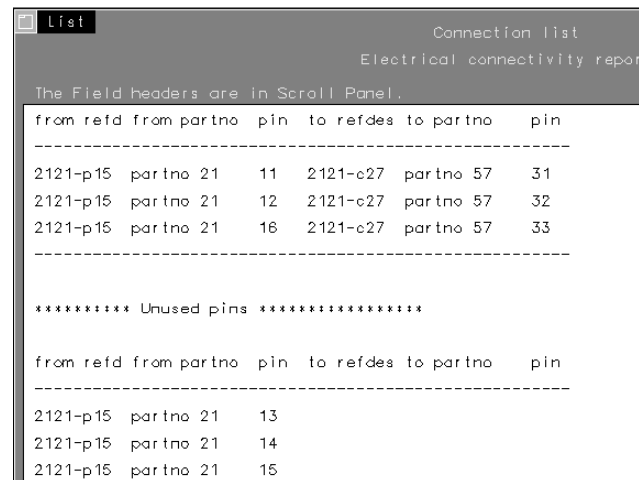 List
Connection list
Electrical connectivity repor
The Field headers are in Scroll Panel.
from refd from partno pin to refdes to partno pin
-------------------------------------------------------
2121-p15 partno 21 11 2121-c27 partno 57 31
2121-p15 partno 21 12 2121-c27 partno 57 32
2121-p15 partno 21 16 2121-c27 partno 57 33
-------------------------------------------------------
********** Unused pins *****************
from refd from partno pin to refdes to partno pin
-------------------------------------------------------
2121-p15 partno 21 13
2121-p15 partno 21 14
2121-p15 partno 21 15